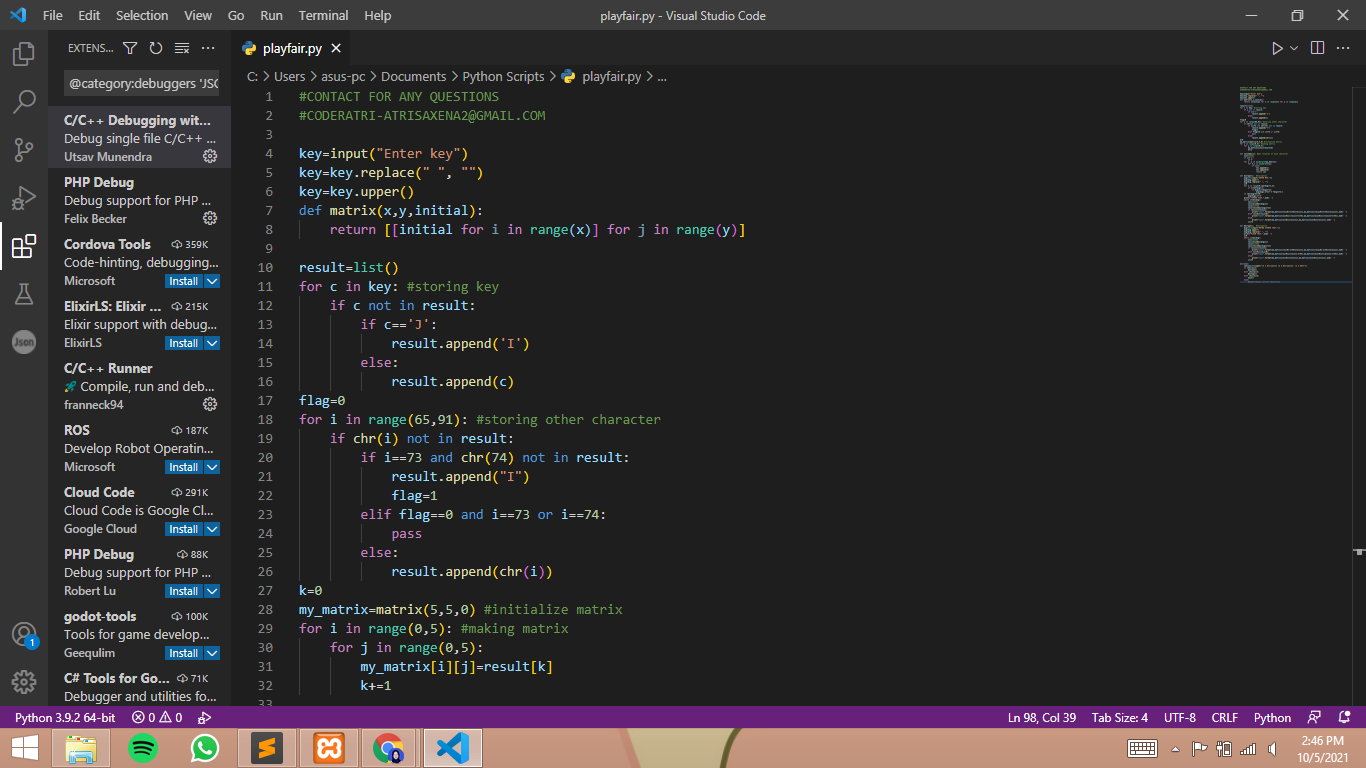 File Edit Selection View Go Run Terminal Help
playfair.py - Visual Studio Code
EXTENS...
@category:debuggers 'JSO
C/C++ Debugging wit...
Debug single file C/C++ ...
Utsav Munendra
PHP Debug
Debug support for PHP ...
Felix Becker
Cordova Tools 359K
Code-hinting, debugging...
Microsoft Install
ElixirLS: Elixir ... 215K
Elixir support with debug...
ElixirLS Install
C/C++ Runner
🚀 Compile, run and deb...
franneck94
ROS 187K
Develop Robot Operatin...
Microsoft Install
Cloud Code 291K
Cloud Code is Google Cl...
Google Cloud Install
PHP Debug 88K
Debug support for PHP ...
Robert Lu Install
godot-tools 100K
Tools for game develop...
Geequlim Install
C# Tools for Go... 71K
Debugger and utilities fo...
Json
1
playfair.py
C: > Users > asus-pc > Documents > Python Scripts > playfair.py > ...
1 #CONTACT FOR ANY QUESTIONS
2 #CODERATRI-ATRISAXENA2@GMAIL.COM
3
4 key=input("Enter key")
5 key=key.replace(" ", "")
6 key=key.upper()
7 def matrix(x,y,initial):
8     return [[initial for i in range(x)] for j in range(y)]
9
10 result=list()
11 for c in key: #storing key
12     if c not in result:
13         if c=='J':
14             result.append('I')
15         else:
16             result.append(c)
17 flag=0
18 for i in range(65,91): #storing other character
19     if chr(i) not in result:
20         if i==73 and chr(74) not in result:
21             result.append("I")
22             flag=1
23         elif flag==0 and i==73 or i==74:
24             pass
25         else:
26             result.append(chr(i))
27 k=0
28 my_matrix=matrix(5,5,0) #initialize matrix
29 for i in range(0,5): #making matrix
30     for j in range(0,5):
31         my_matrix[i][j]=result[k]
32         k+=1
33
Python 3.9.2 64-bit 0 0
Ln 98, Col 39 Tab Size: 4 UTF-8 CRLF Python
2:46 PM
10/5/2021